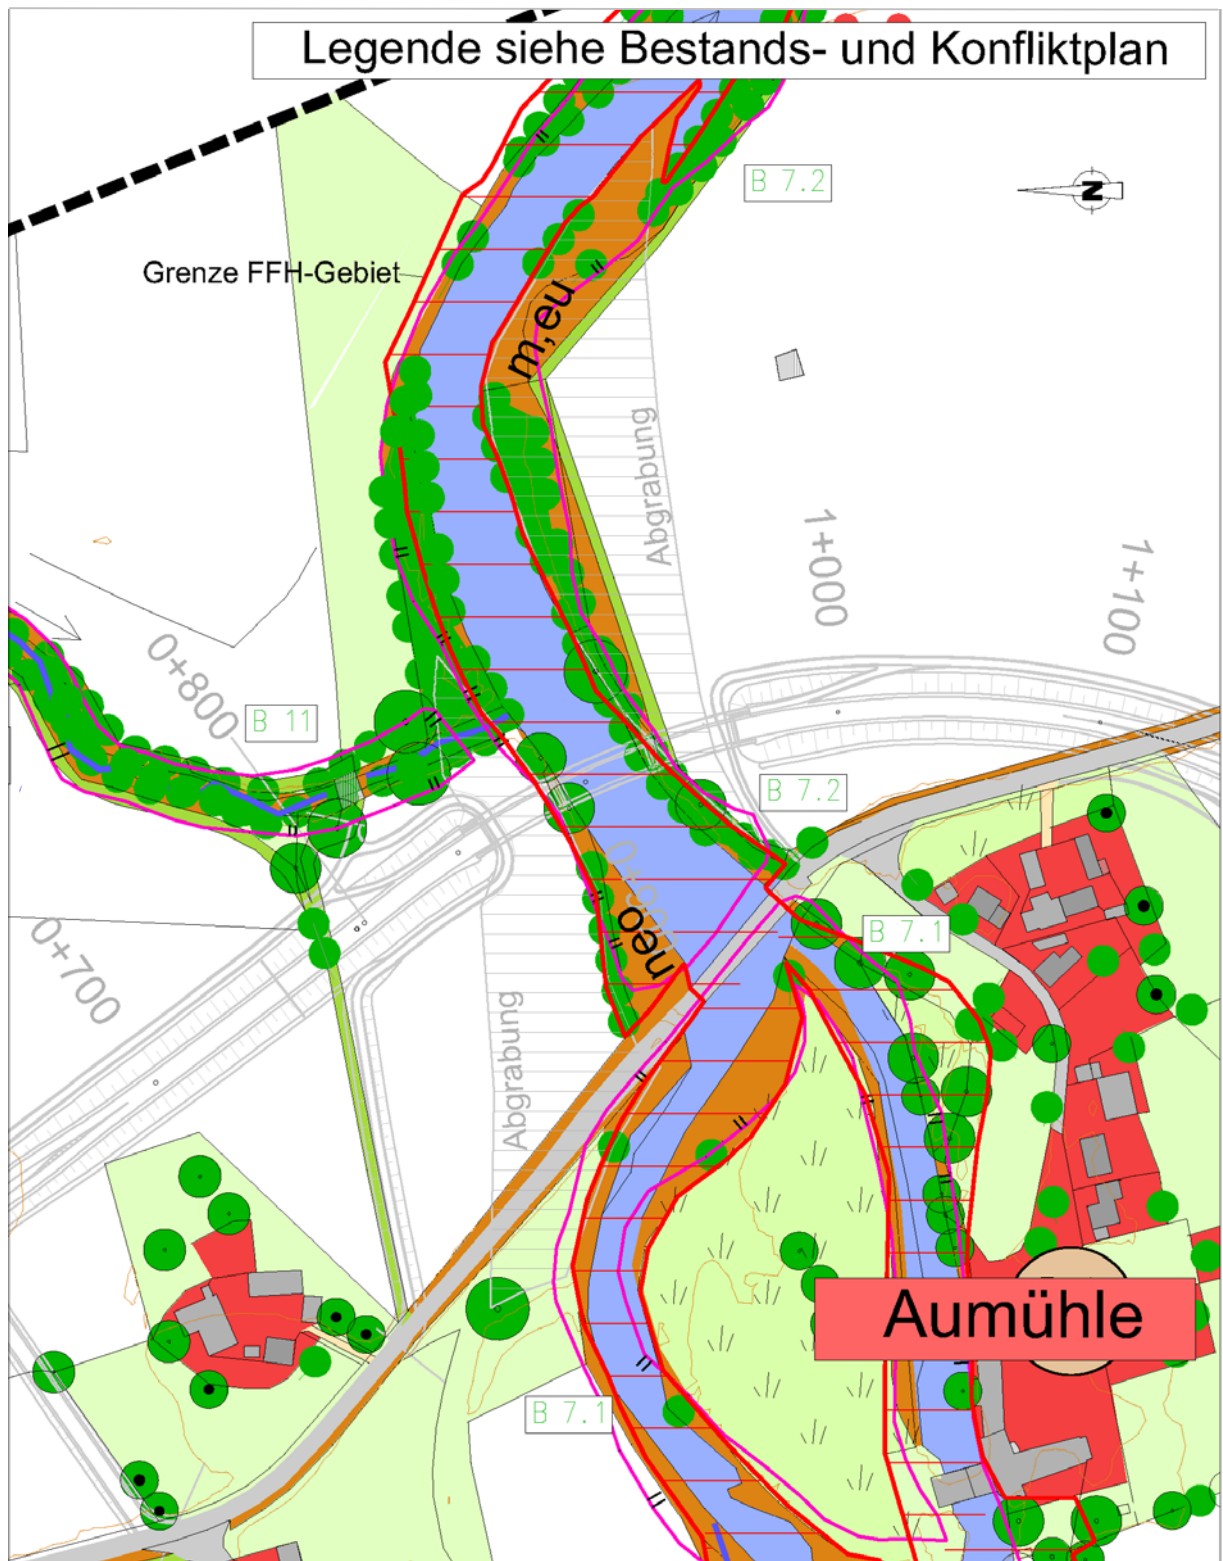 Legende siehe Bestands- und Konfliktplan
B 7.2
N
Grenze FFH-Gebiet
m,eu
Abgrabung
1+000
1+100
0+800
B 11
B 7.2
neo
B 7.1
0+700
Abgrabung
Aumühle
B 7.1